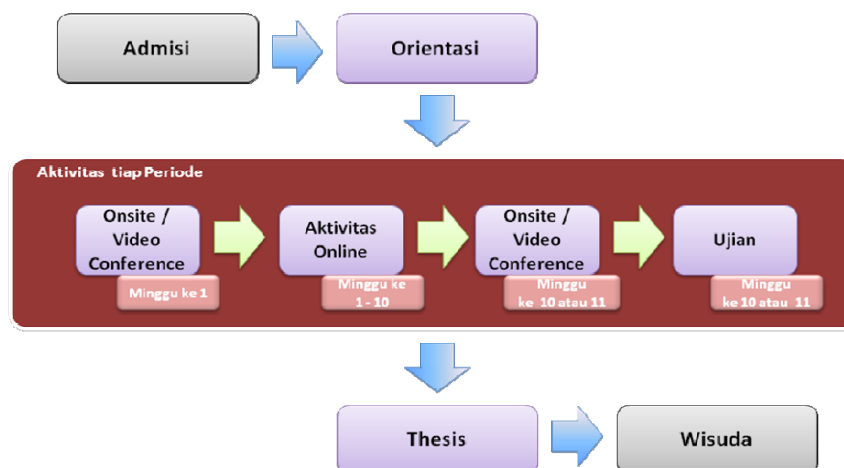 Admisi
Orientasi
Aktivitas tiap Periode
Onsite /
Video
Conference
Minggu ke 1
Aktivitas
Online
Minggu ke
1 - 10
Onsite /
Video
Conference
Minggu
ke 10 atau 11
Ujian
Minggu
ke 10 atau 11
Thesis
Wisuda